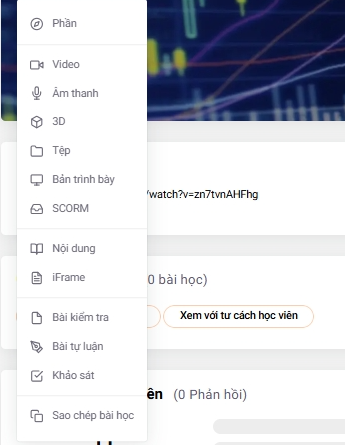 Phần
Video
Âm thanh
3D
Tệp
Bản trình bày
/watch?v=zn7tvnAHFhg
SCORM
Nội dung
iFrame
0 bài học)
Bài kiểm tra
Xem với tư cách học viên
Bài tự luận
Khảo sát
ên (0 Phản hồi)
Sao chép bài học